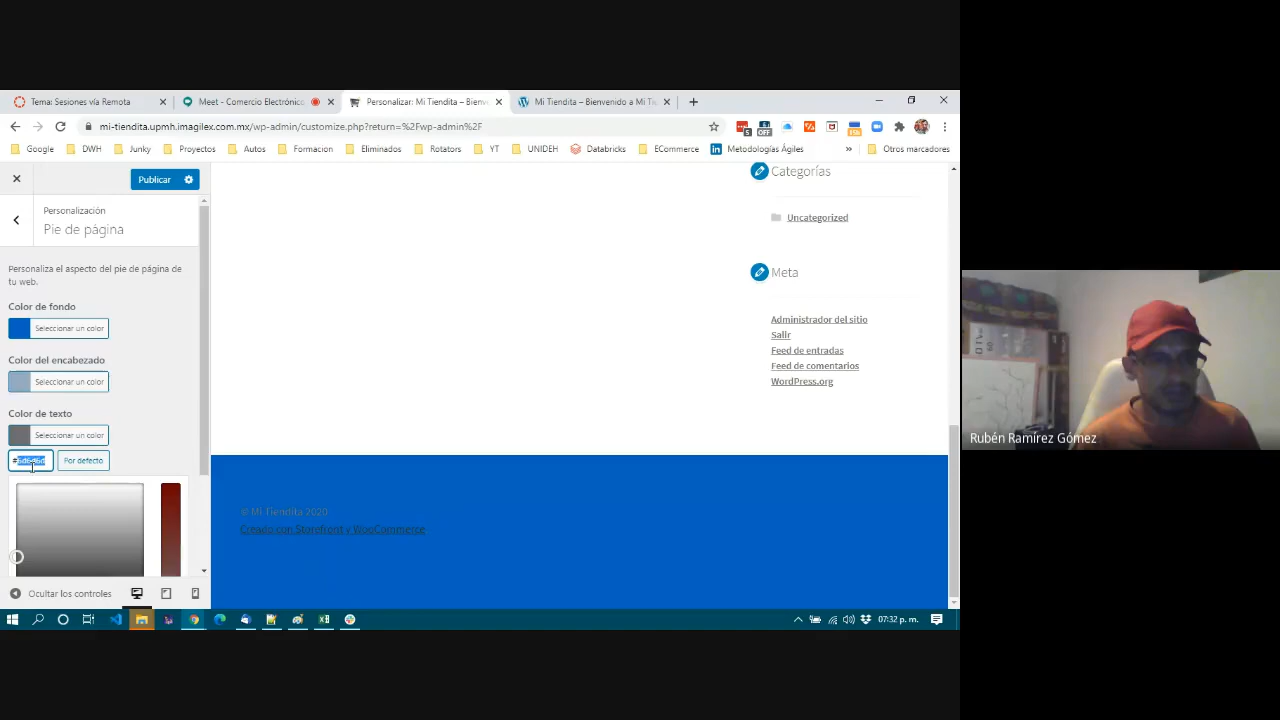 Tema: Sesiones vía Remota
Meet - Comercio Electrónico
Personalizar: Mi Tiendita – Bienve
Mi Tiendita – Bienvenido a Mi Ti
mi-tiendita.upmh.imagilex.com.mx/wp-admin/customize.php?return=%2Fwp-admin%2F
5
OFF
Google
DWH
Junky
Proyectos
Autos
Formacion
Eliminados
Rotators
YT
UNIDEH
Databricks
ECommerce
Metodologías Ágiles
»
Otros marcadores
Publicar
Personalización
Pie de página
Personaliza el aspecto del pie de página de
tu web.
Color de fondo
Seleccionar un color
Color del encabezado
Seleccionar un color
Color de texto
Seleccionar un color
Por defecto
Ocultar los controles
Categorías
Uncategorized
Meta
Administrador del sitio
Salir
Feed de entradas
Feed de comentarios
WordPress.org
© Mi Tiendita 2020
Creado con Storefront y WooCommerce
07:32 p. m.
Rubén Ramírez Gómez